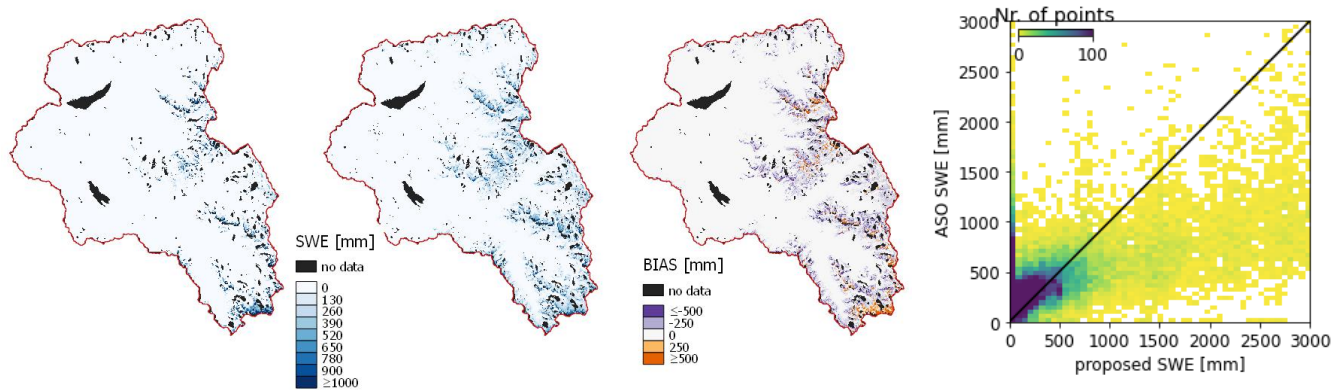 SWE [mm]
no data
0
130
260
390
520
650
780
900
≥1000
BIAS [mm]
no data
≤-500
-250
0
250
≥500
Nr. of points
0 100
3000
2500
2000
1500
1000
500
0
ASO SWE [mm]
0 500 1000 1500 2000 2500 3000
proposed SWE [mm]